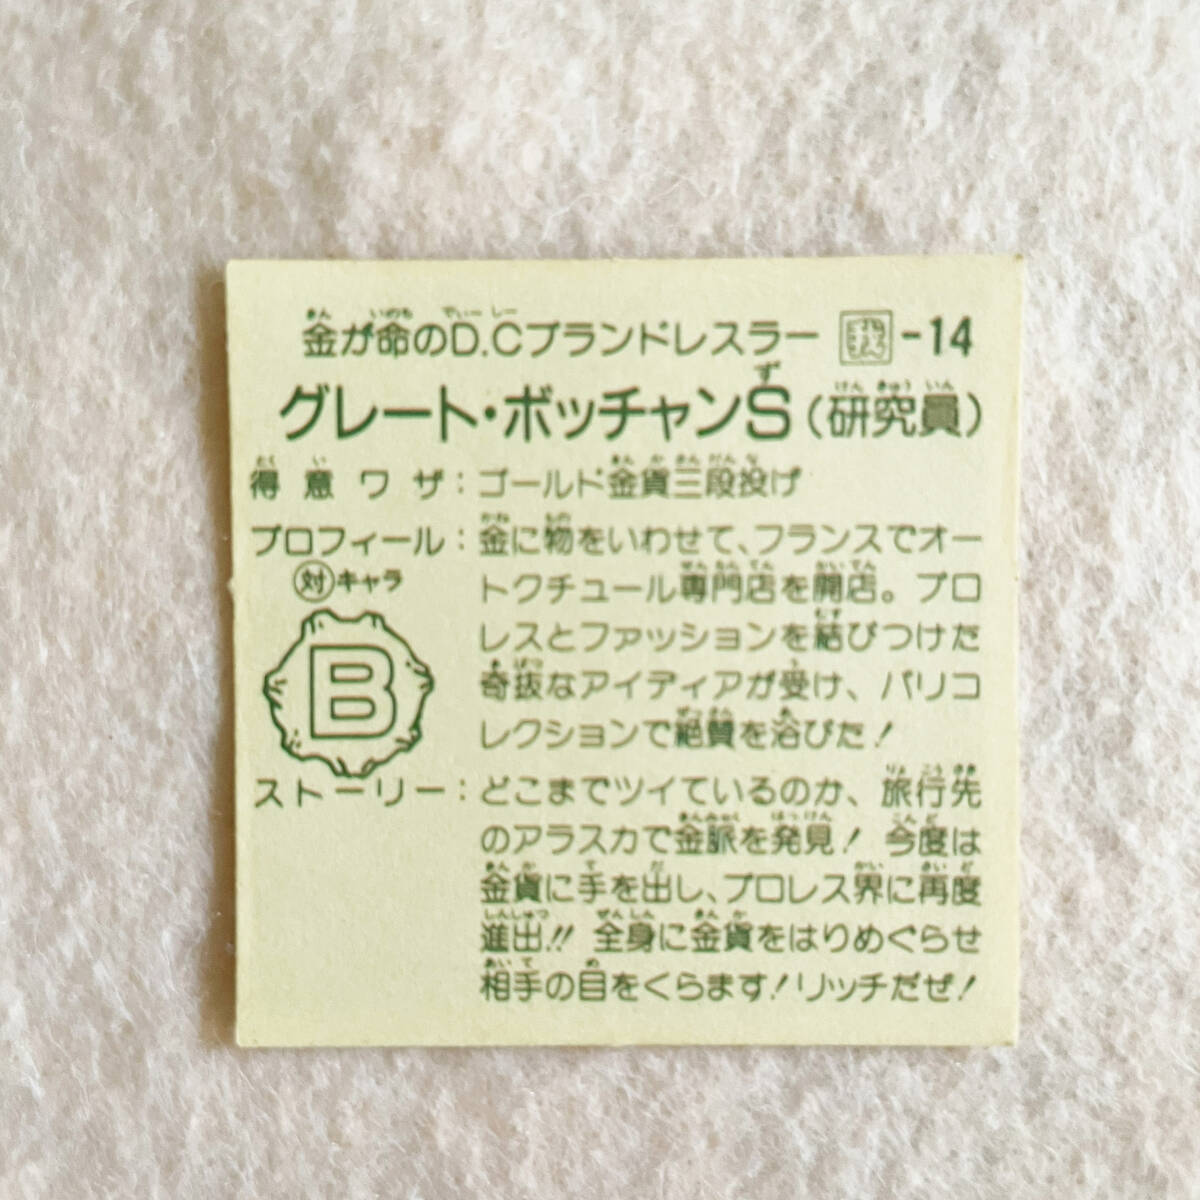 金が命のD.Cブランドレスラー -14
グレート・ボッチャンS(研究員)
得意ワザ:ゴールド金貨三段投げ
プロフィール:金に物をいわせて、フランスでオー
トクチュール専門店を開店。プロ
レスとファッションを結びつけた
奇抜なアイディアが受け、パリコ
レクションで絶賛を浴びた!
対キャラ
B
ストーリー:どこまでツイているのか、旅行先
のアラスカで金脈を発見!今度は
金貨に手を出し、プロレス界に再度
進出!!全身に金貨をはりめぐらせ
相手の目をくらます!リッチだぜ!